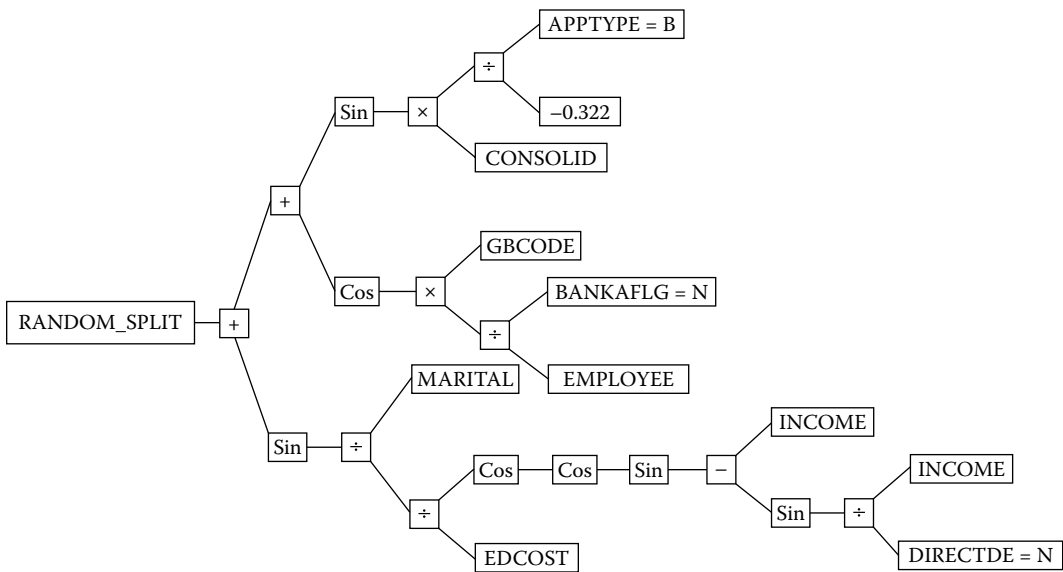 APPTYPE = B
÷
Sin
×
−0.322
CONSOLID
+
GBCODE
Cos
×
BANKAFLG = N
RANDOM_SPLIT
+
÷
MARITAL
EMPLOYEE
INCOME
Sin
÷
Cos
Cos
Sin
−
INCOME
÷
Sin
÷
EDCOST
DIRECTDE = N